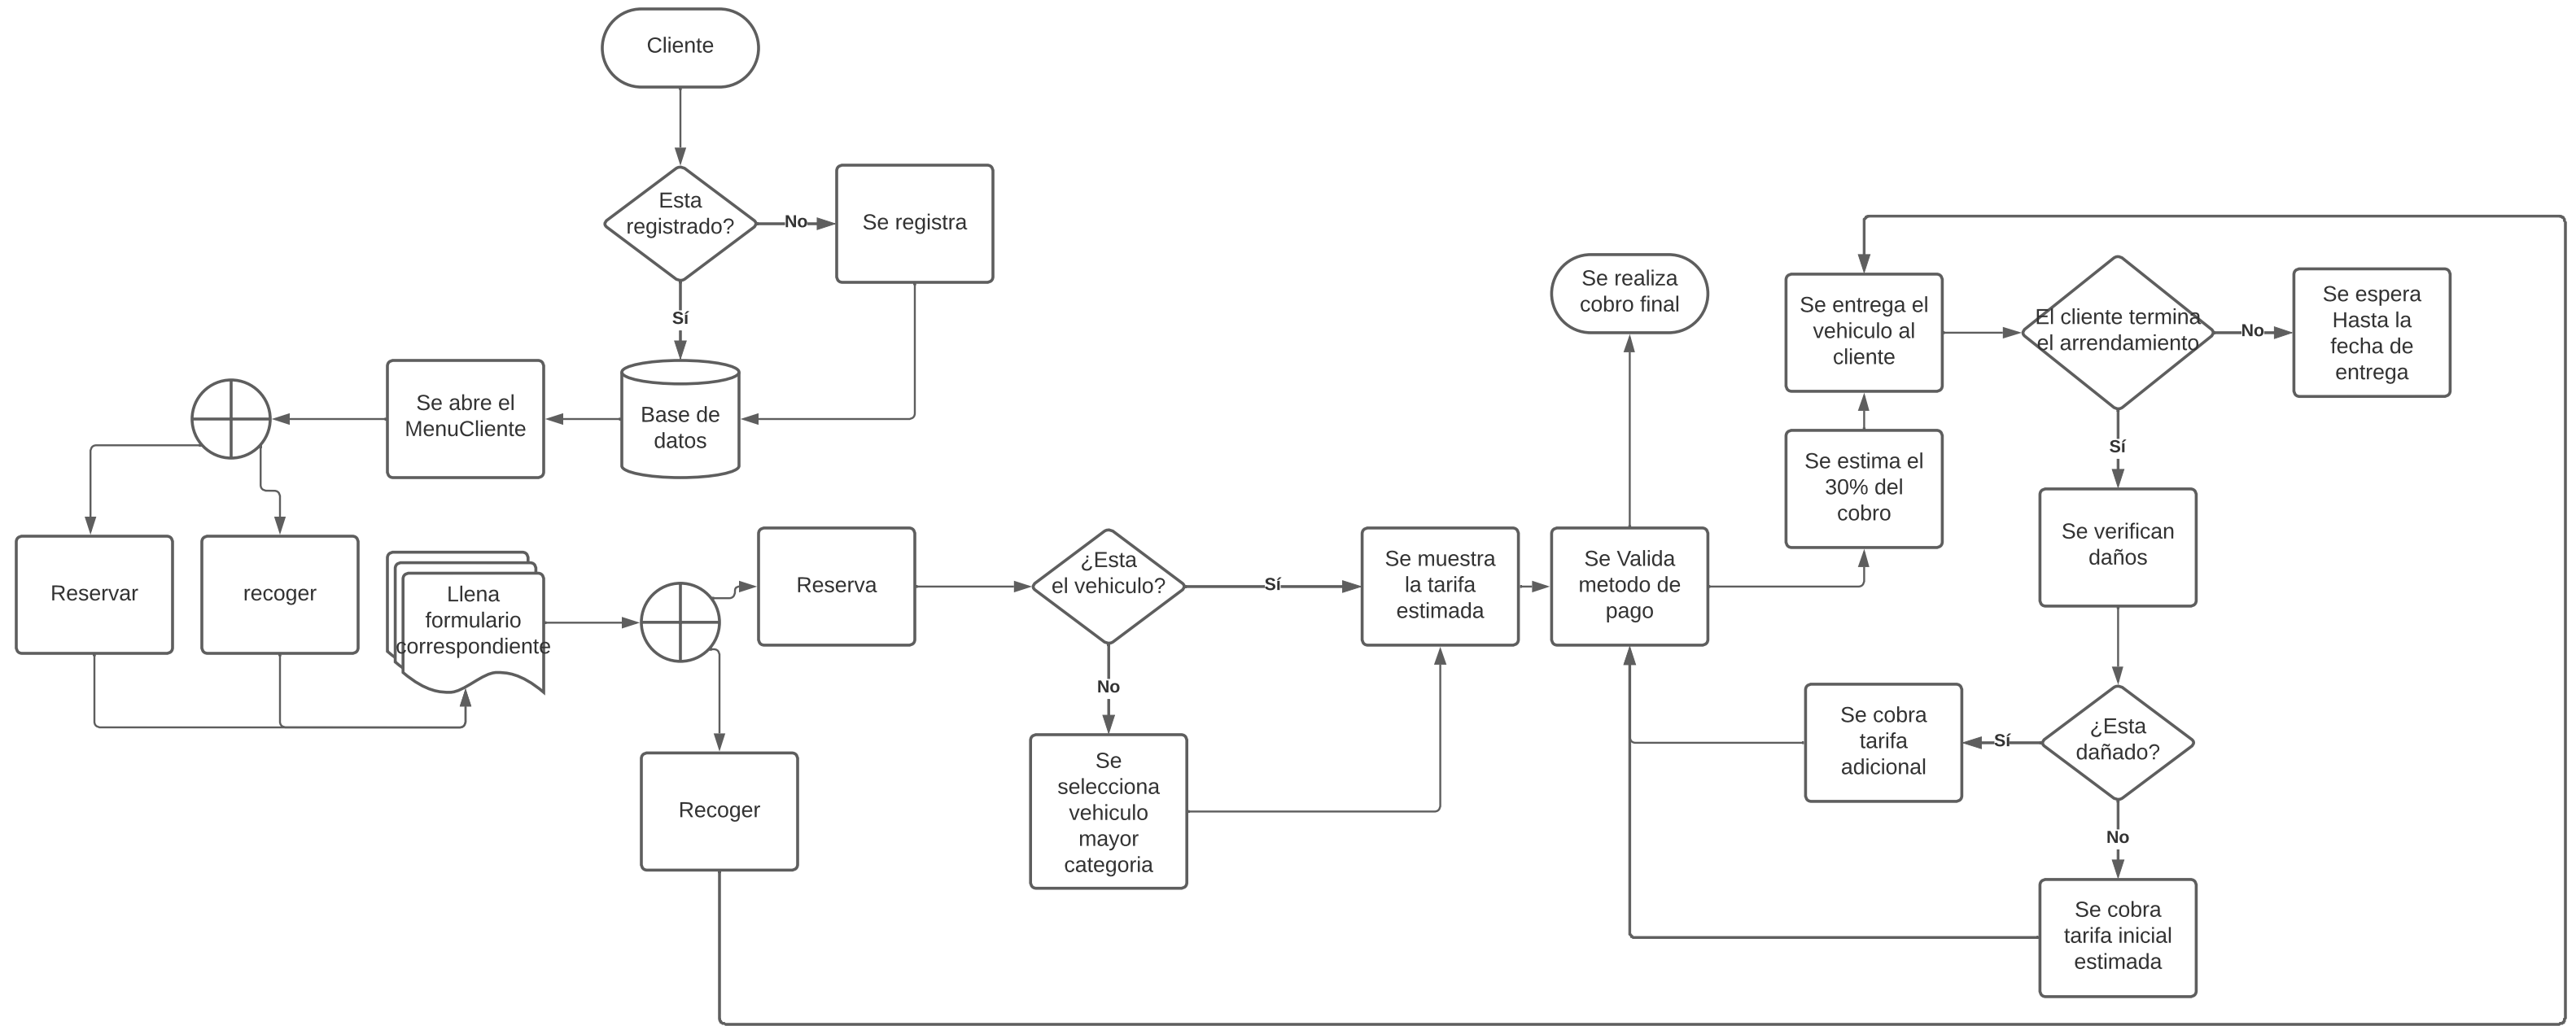 Cliente
Esta
registrado?
No
Se registra
Sí
Base de
datos
Se abre el
MenuCliente
Reservar
recoger
Llena
formulario
correspondiente
Reserva
Recoger
¿Esta
el vehiculo?
Sí
No
Se
selecciona
vehiculo
mayor
categoria
Se muestra
la tarifa
estimada
Se Valida
metodo de
pago
Se realiza
cobro final
Se estima el
30% del
cobro
Se entrega el
vehiculo al
cliente
El cliente termina
el arrendamiento
No
Se espera
Hasta la
fecha de
entrega
Sí
Se verifican
daños
¿Esta
dañado?
Sí
Se cobra
tarifa
adicional
No
Se cobra
tarifa inicial
estimada